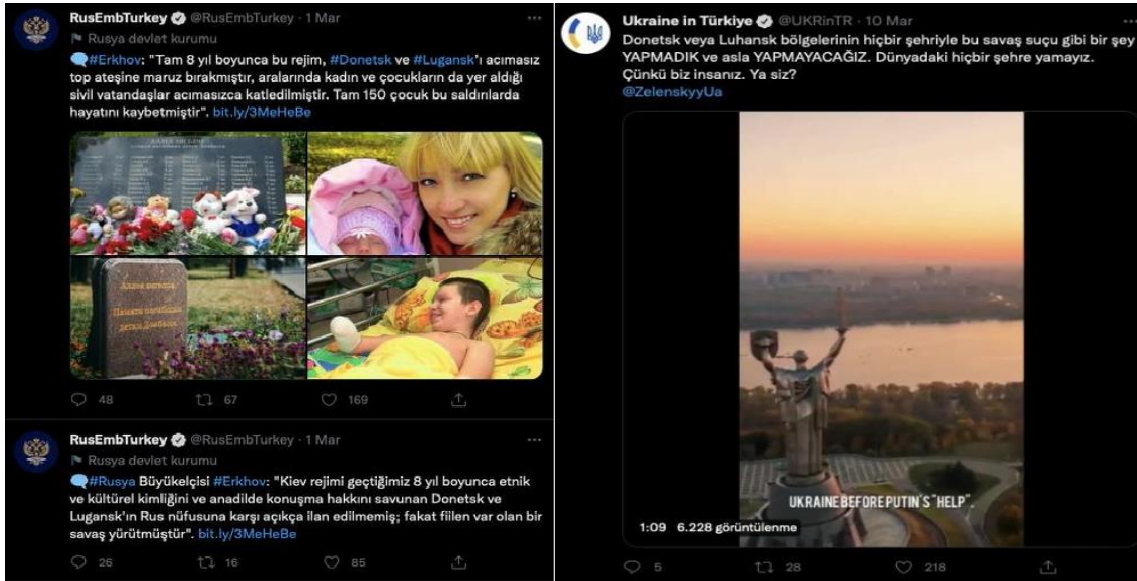 RusEmbTurkey @RusEmbTurkey · 1 Mar
Rusya devlet kurumu
#Erkhov: "Tam 8 yıl boyunca bu rejim, #Donetsk ve #Lugansk'ı acımasız
top ateşine maruz bırakmıştır, aralarında kadın ve çocukların da yer aldığı
sivil vatandaşlar acımasızca katledilmiştir. Tam 150 çocuk bu saldırılarda
hayatını kaybetmiştir". bit.ly/3MeHeBe
48 67 169
RusEmbTurkey @RusEmbTurkey · 1 Mar
Rusya devlet kurumu
#Rusya Büyükelçisi #Erkhov: "Kiev rejimi geçtiğimiz 8 yıl boyunca etnik
ve kültürel kimliğini ve anadilde konuşma hakkını savunan Donetsk ve
Lugansk'ın Rus nüfusuna karşı açıkça ilan edilmemiş; fakat fiilen var olan bir
savaş yürütmüştür". bit.ly/3MeHeBe
26 16 85
Ukraine in Türkiye @UKRinTR · 10 Mar
Donetsk veya Luhansk bölgelerinin hiçbir şehriyle bu savaş suçu gibi bir şey
YAPMADIK ve asla YAPMAYACAĞIZ. Dünyadaki hiçbir şehre yamayız.
Çünkü biz insanız. Ya siz?
@ZelenskyyUa
UKRAINE BEFORE PUTIN'S "HELP".
1:09 6.228 görüntülenme
5 28 218